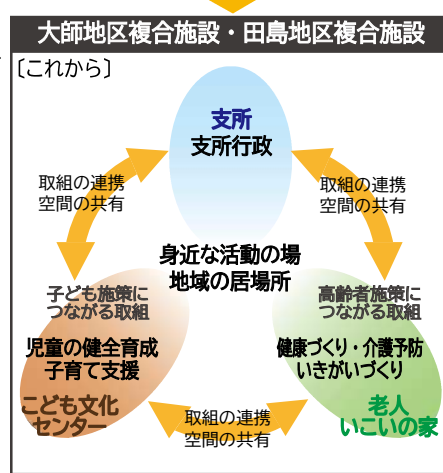 大師地区複合施設・田島地区複合施設
〔これから〕
支所
支所行政
取組の連携
空間の共有
取組の連携
空間の共有
身近な活動の場
地域の居場所
子ども施策に
つながる取組
児童の健全育成
子育て支援
こども文化
センター
高齢者施策に
つながる取組
健康づくり・介護予防
いきがいづくり
老人
いこいの家
取組の連携
空間の共有